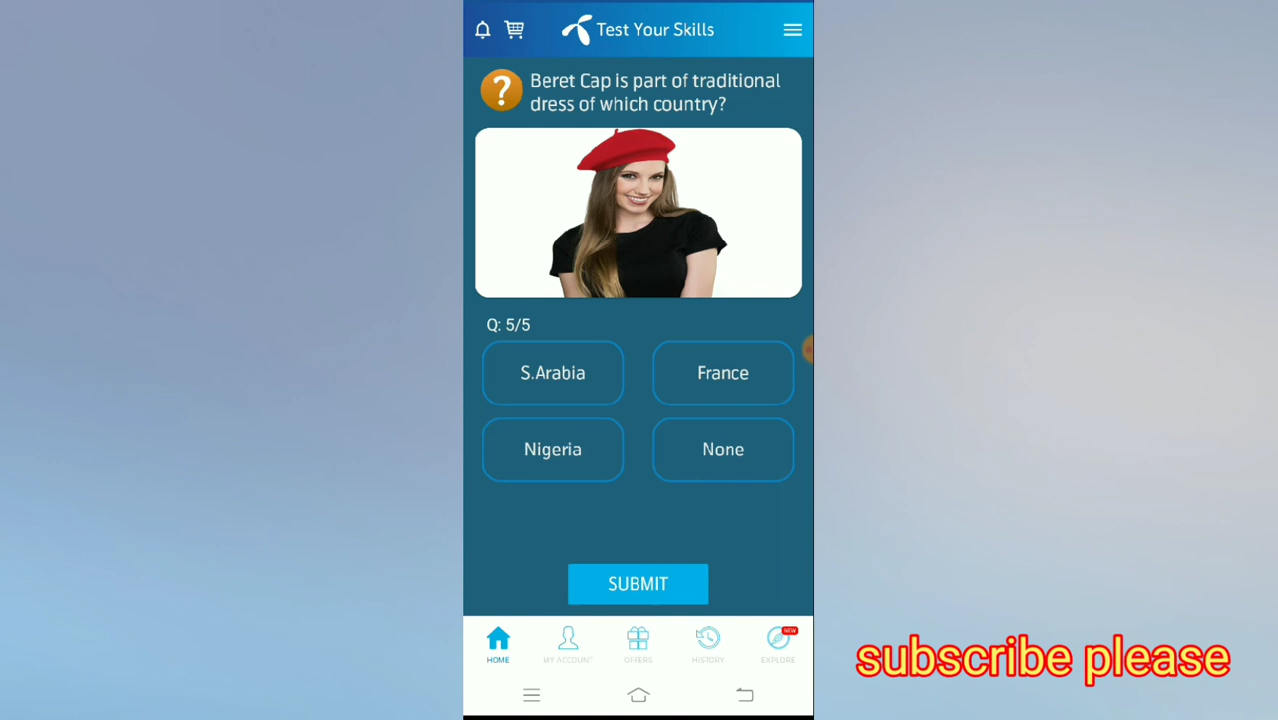 Test Your Skills
?
Beret Cap is part of traditional
dress of which country?
Q: 5/5
S.Arabia
France
Nigeria
None
SUBMIT
HOME
MY ACCOUNT
OFFERS
HISTORY
NEW
EXPLORE
subscribe please